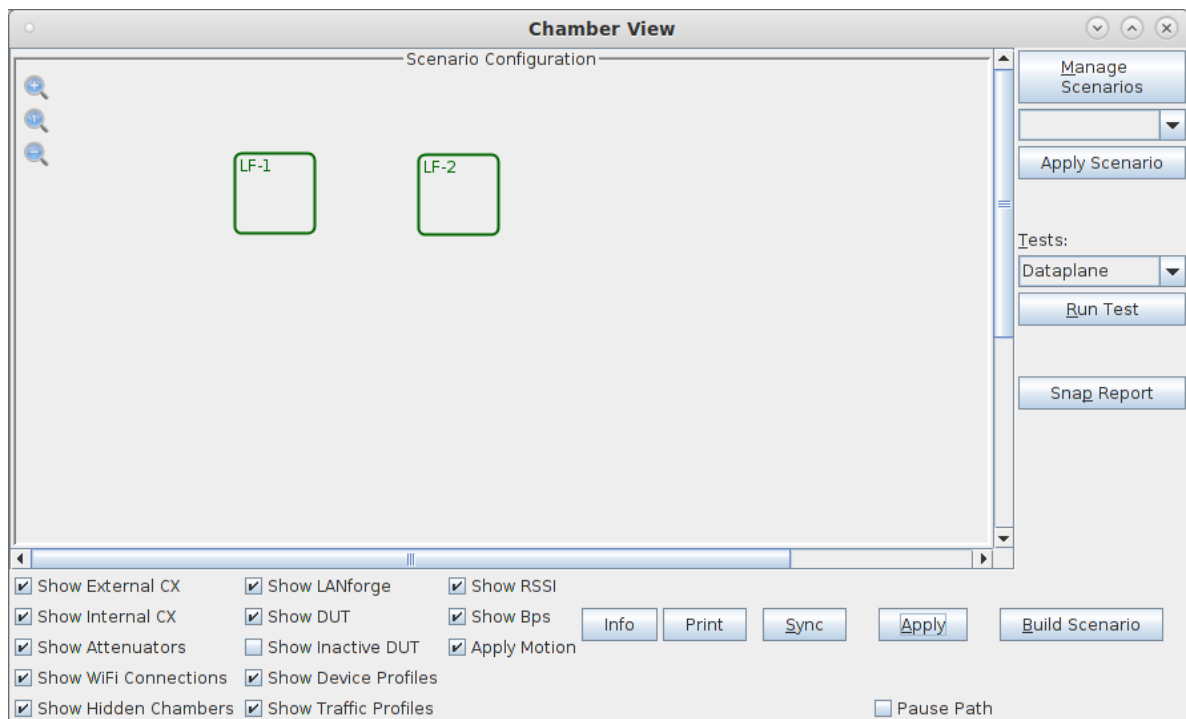 Chamber View
Scenario Configuration
Manage
Scenarios
Apply Scenario
LF-1
LF-2
Tests:
Dataplane
Run Test
Snap Report
Show External CX
Show LANforge
Show RSSI
Show Internal CX
Show DUT
Show Bps
Info
Print
Sync
Apply
Build Scenario
Show Attenuators
Show Inactive DUT
Apply Motion
Show WiFi Connections
Show Device Profiles
Show Hidden Chambers
Show Traffic Profiles
Pause Path